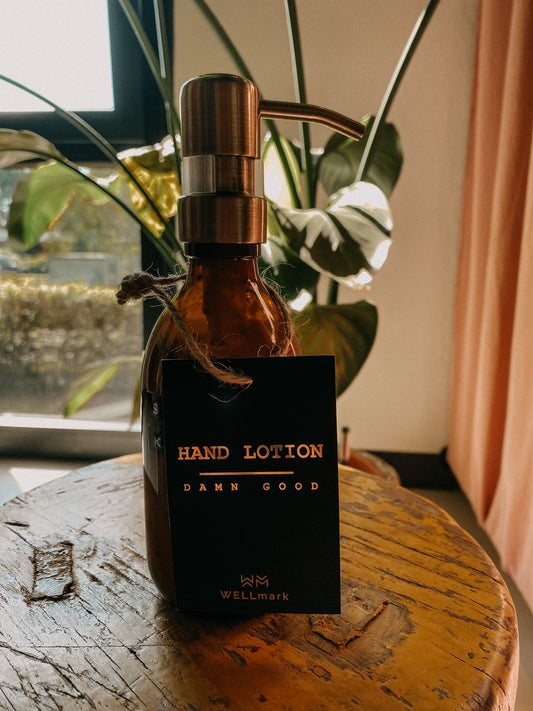 HAND LOTION
DAMN GOOD
WM
WELLmark
S
K